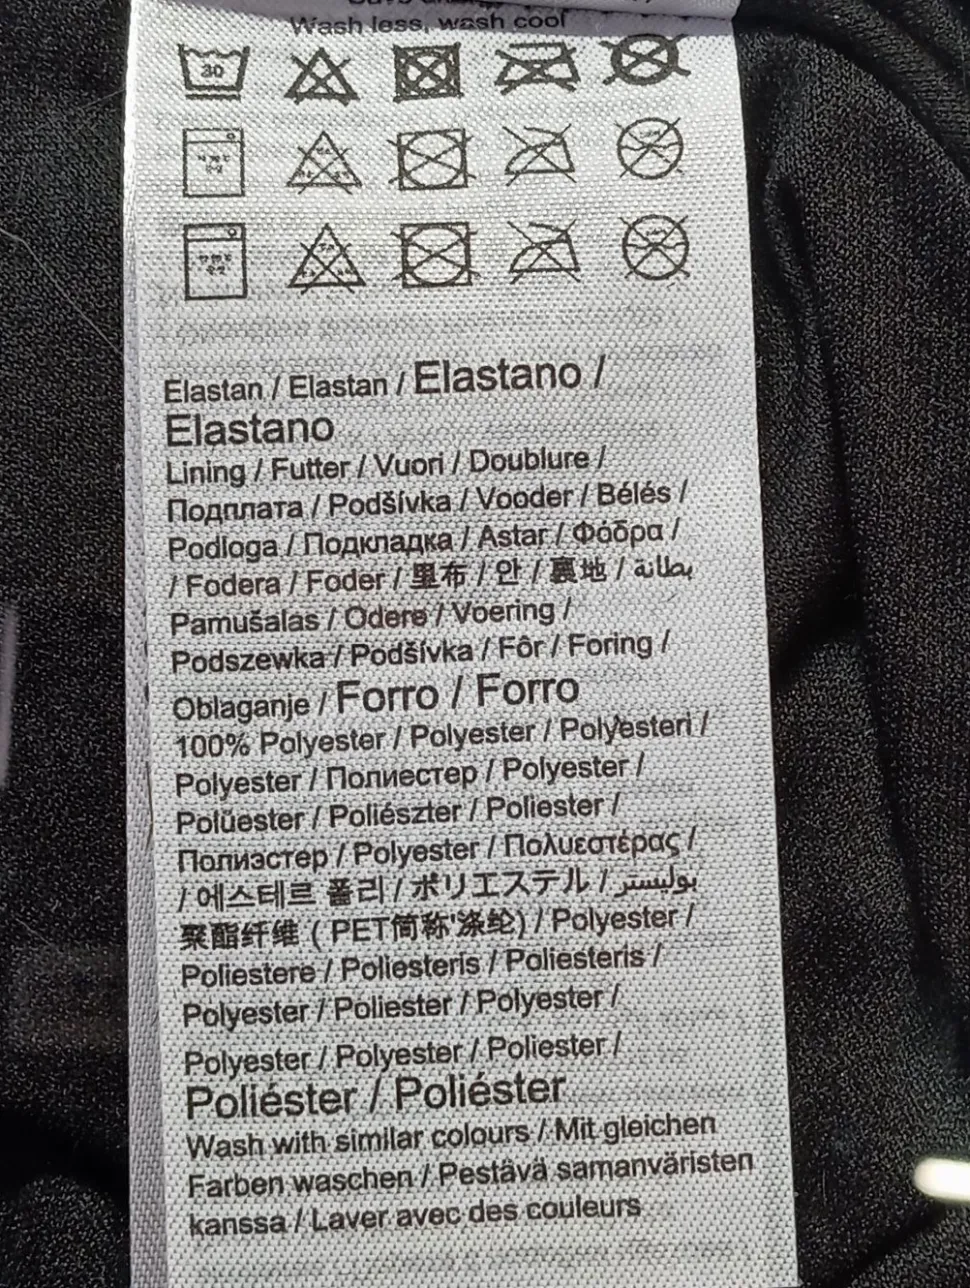 Wash less, wash cool
30
Elastan / Elastan / Elastano /
Elastano
Lining / Futter / Vuori / Doublure /
Подплата / Podšívka / Vooder / Bélés /
Podloga / Подкладка / Astar / Φόδρα /
/ Fodera / Foder / 里布 / 안 / 裏地 / بطانة
Pamušalas / Odere / Voering /
Podszewka / Podšívka / Fôr / Foring /
Oblaganje / Forro / Forro
100% Polyester / Polyester / Polyesteri /
Polyester / Полиестер / Polyester /
Polüester / Poliészter / Poliester /
Полиэстер / Polyester / Πολυεστέρας /
/ 에스테르 폴리 / ポリエステル / بوليستر
聚酯纤维 ( PET简称'涤纶) / Polyester /
Poliestere / Poliesteris / Poliesteris /
Polyester / Poliester / Polyester /
Polyester / Polyester / Poliester /
Poliéster / Poliéster
Wash with similar colours / Mit gleichen
Farben waschen / Pestävä samanväristen
kanssa / Laver avec des couleurs